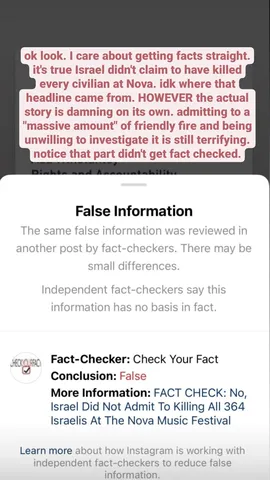 ok look. I care about getting facts straight.
it's true Israel didn't claim to have killed
every civilian at Nova. idk where that
headline came from. HOWEVER the actual
story is damning on its own. admitting to a
"massive amount" of friendly fire and being
unwilling to investigate it is still terrifying.
notice that part didn't get fact checked.
Rights and Accountability
False Information
The same false information was reviewed in
another post by fact-checkers. There may be
small differences.
Independent fact-checkers say this
information has no basis in fact.
Fact-Checker: Check Your Fact
Conclusion: False
More Information: FACT CHECK: No,
Israel Did Not Admit To Killing All 364
Israelis At The Nova Music Festival
Learn more about how Instagram is working with
independent fact-checkers to reduce false
information.